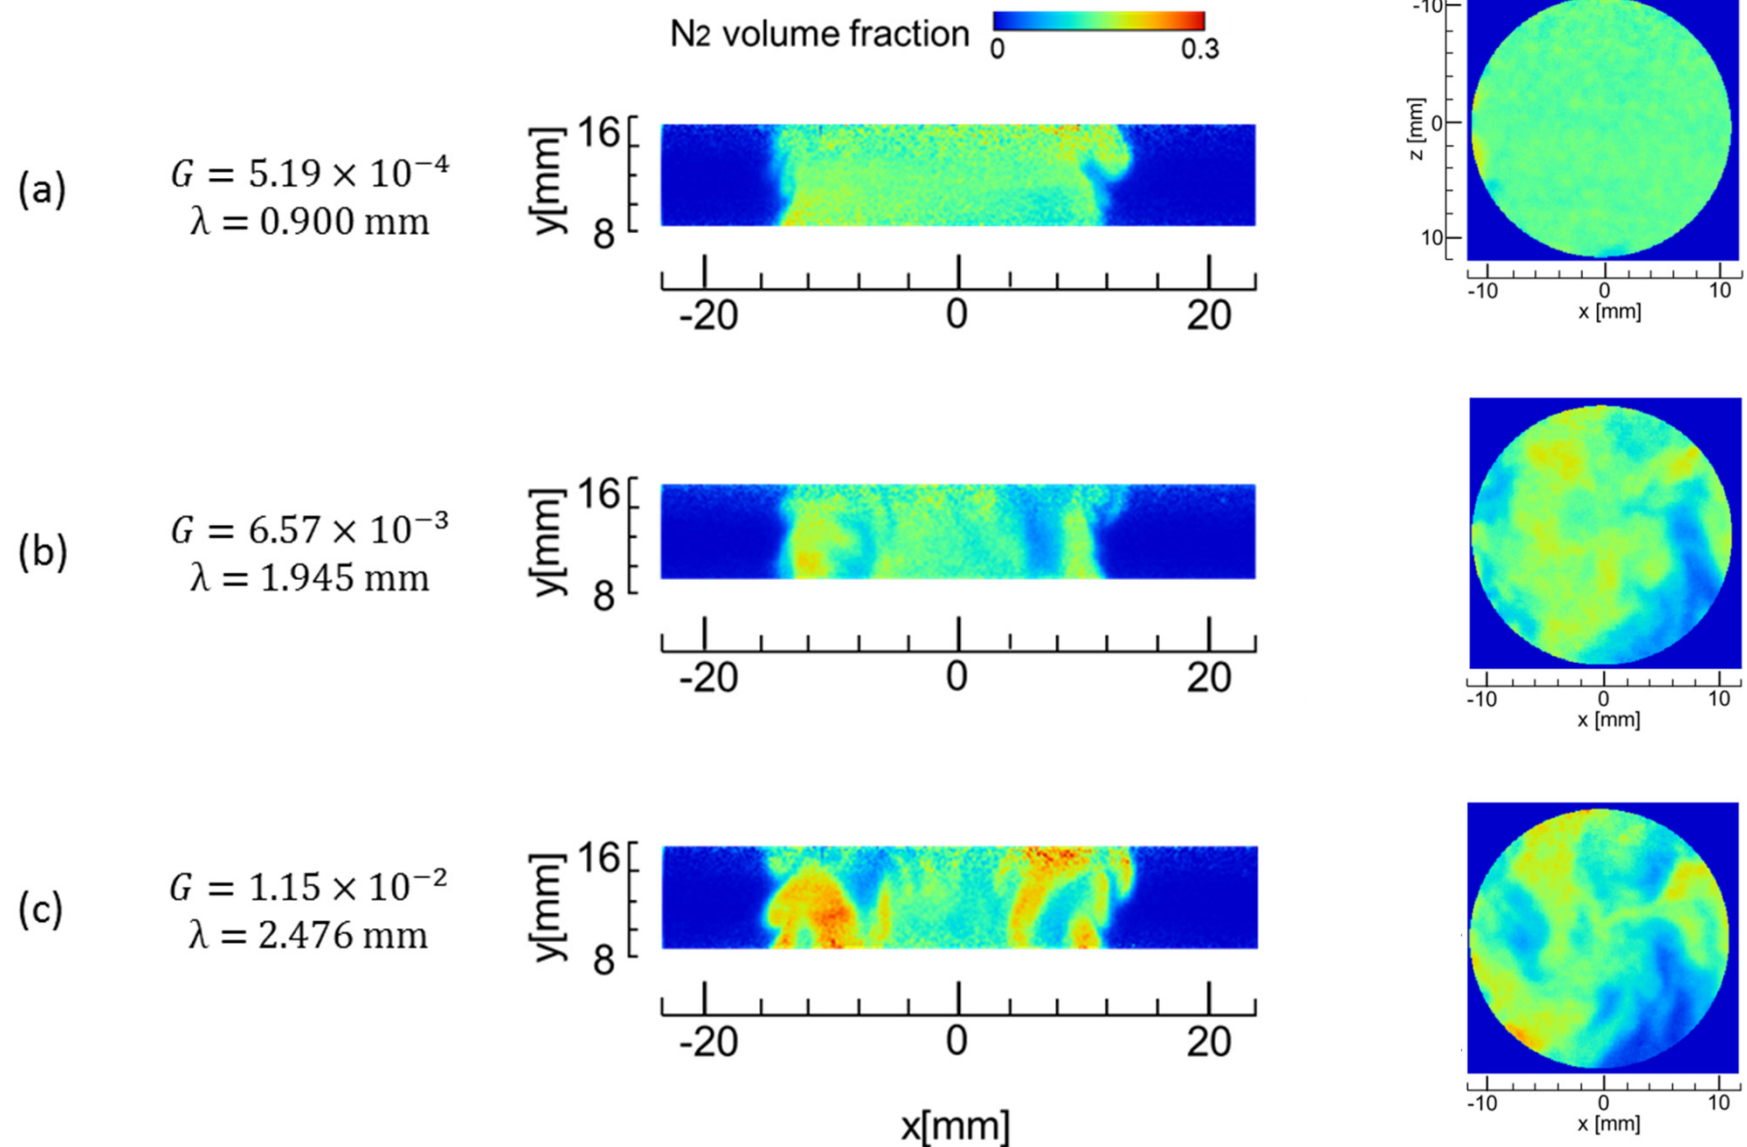 N2 volume fraction
0 0.3
(a)
G = 5.19 × 10−4
λ = 0.900 mm
y[mm]
16
8
-20 0 20
z [mm]
-10
0
10
-10 0 10
x [mm]
(b)
G = 6.57 × 10−3
λ = 1.945 mm
y[mm]
16
8
-20 0 20
-10 0 10
x [mm]
(c)
G = 1.15 × 10−2
λ = 2.476 mm
y[mm]
16
8
-20 0 20
x[mm]
-10 0 10
x [mm]